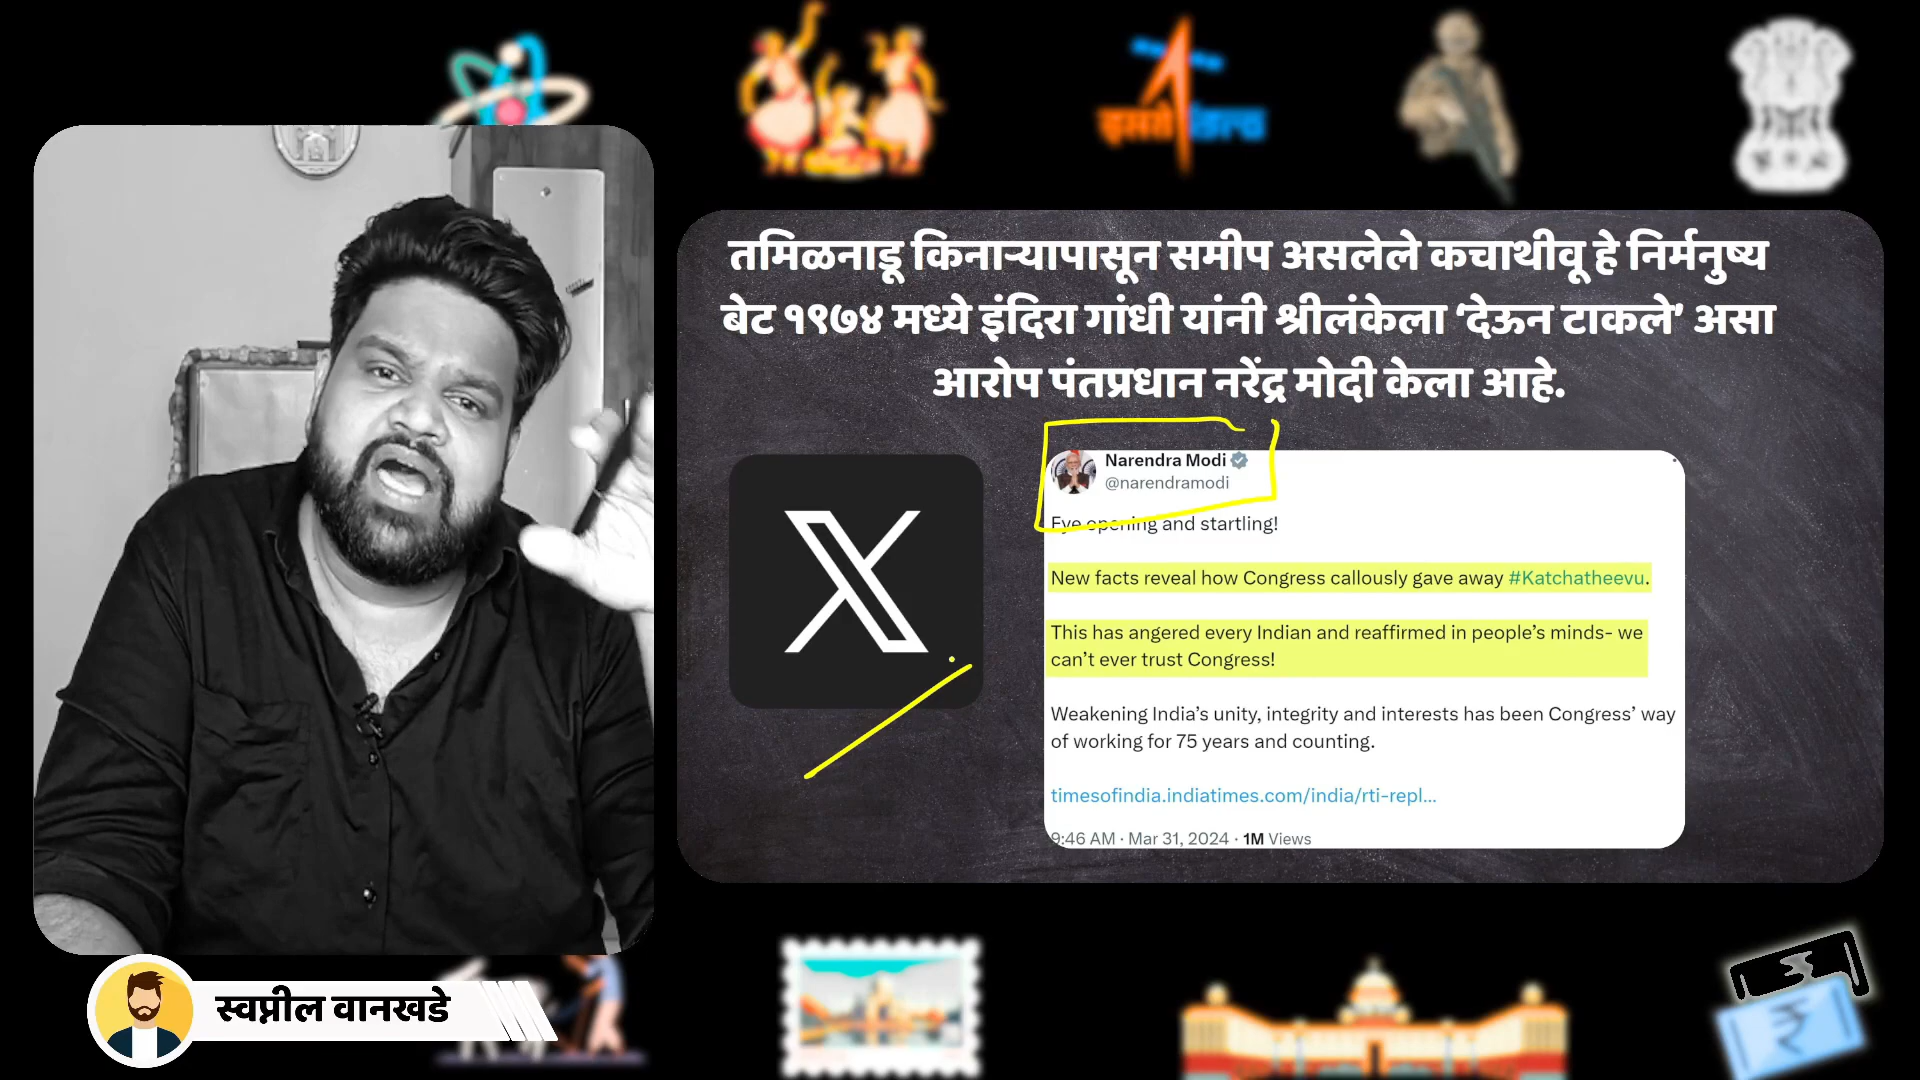 इसरो isro
तमिळनाडू किनाऱ्यापासून समीप असलेले कचाथीवू हे निर्मनुष्य
बेट १९७४ मध्ये इंदिरा गांधी यांनी श्रीलंकेला ‘देऊन टाकले’ असा
आरोप पंतप्रधान नरेंद्र मोदी केला आहे.
X
Narendra Modi
@narendramodi
Eye opening and startling!
New facts reveal how Congress callously gave away #Katchatheevu.
This has angered every Indian and reaffirmed in people’s minds- we
can’t ever trust Congress!
Weakening India’s unity, integrity and interests has been Congress’ way
of working for 75 years and counting.
timesofindia.indiatimes.com/india/rti-repl...
9:46 AM · Mar 31, 2024 · 1M Views
स्वप्नील वानखडे
₹